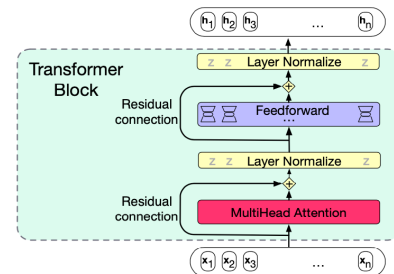 h1 h2 h3 ... hn
Transformer
Block
z z Layer Normalize z
+
Residual
connection
Feedforward
...
z z Layer Normalize z
+
Residual
connection
MultiHead Attention
x1 x2 x3 ... xn